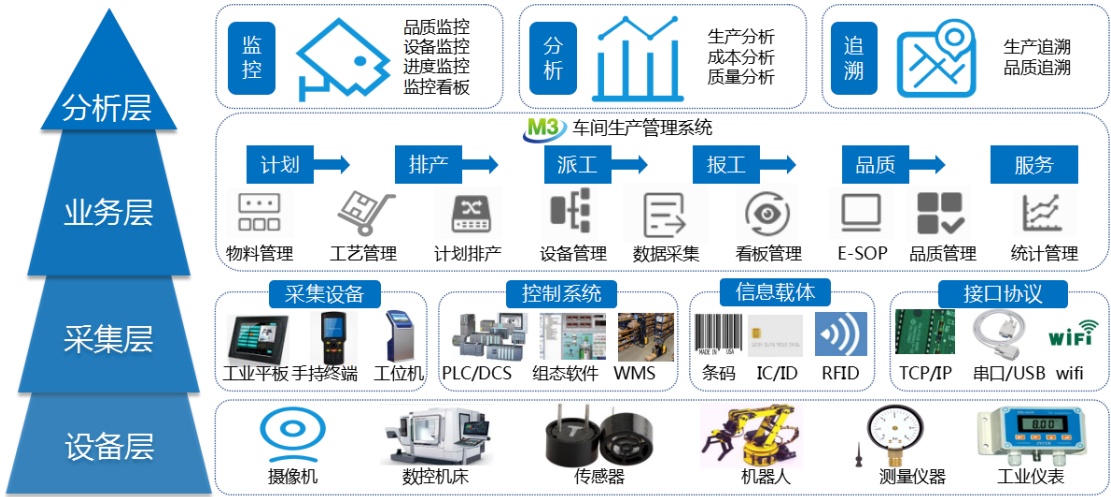 分析层
监控
品质监控
设备监控
进度监控
监控看板
分析
生产分析
成本分析
质量分析
追溯
生产追溯
品质追溯
业务层
M3 车间生产管理系统
计划 排产 派工 报工 品质 服务
物料管理 工艺管理 计划排产 设备管理 数据采集 看板管理 E-SOP 品质管理 统计管理
采集层
采集设备 控制系统 信息载体 接口协议
MADE IN USA
WiFi
工业平板 手持终端 工位机 PLC/DCS 组态软件 WMS 条码 IC/ID RFID TCP/IP 串口/USB wifi
设备层
摄像机 数控机床 传感器 机器人 测量仪器 工业仪表